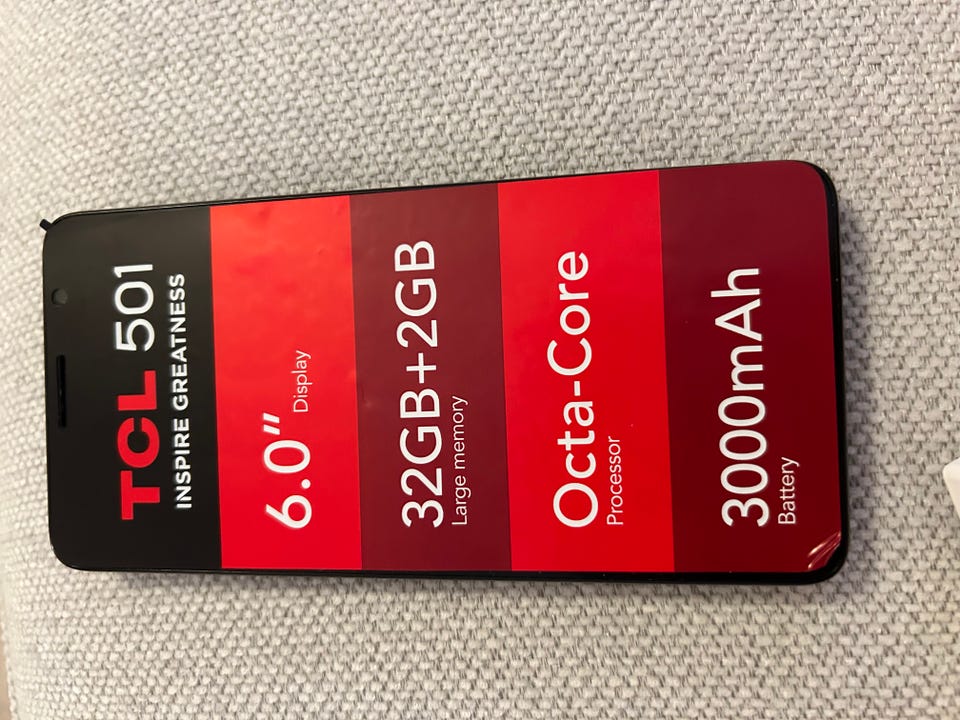 TCL 501
INSPIRE GREATNESS
6.0"
Display
32GB+2GB
Large memory
Octa-Core
Processor
3000mAh
Battery